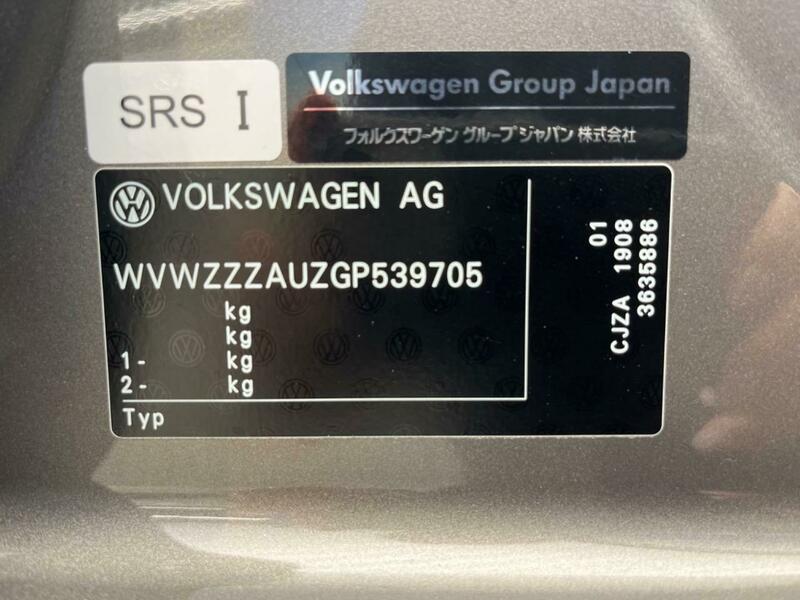 SRS I
Volkswagen Group Japan
フォルクスワーゲン グループ ジャパン 株式会社
VOLKSWAGEN AG
WVWZZZAUZGP539705
kg
kg
1- kg
2- kg
Typ
01
CJZA 1908
3635886